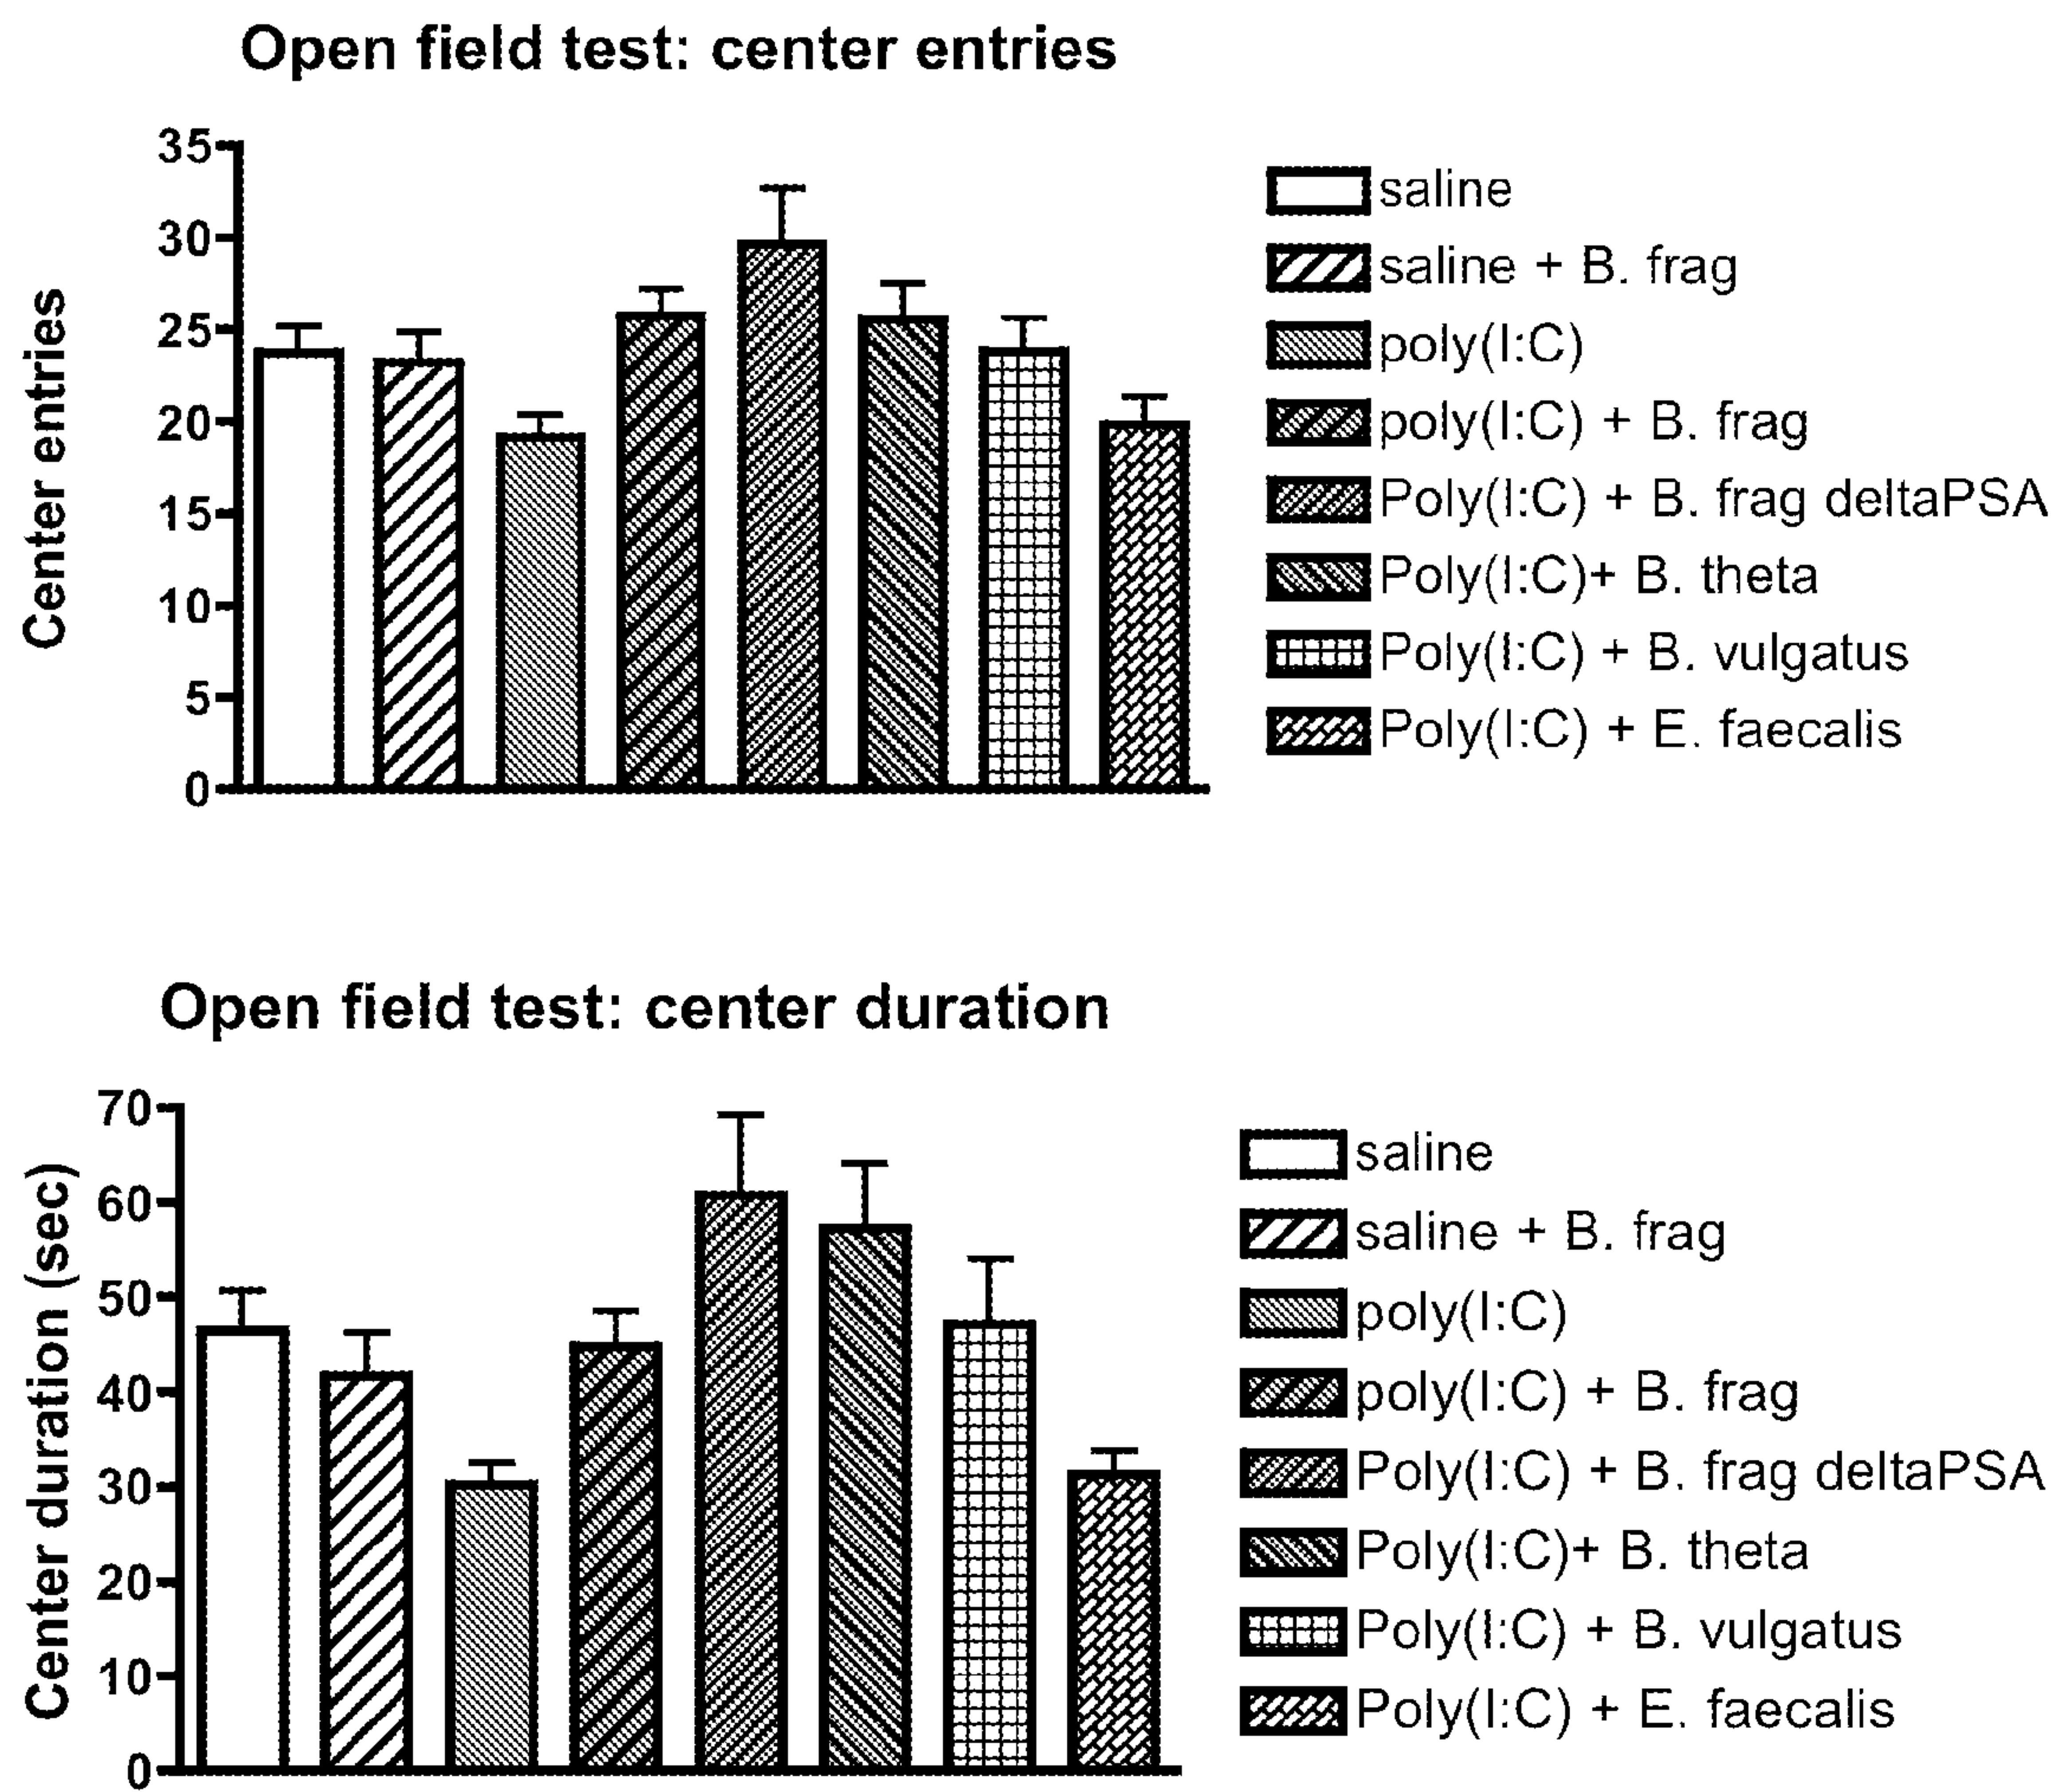 Open field test: center entries
Center entries
35
30
25
20
15
10
5
0
saline
saline + B. frag
poly(I:C)
poly(I:C) + B. frag
Poly(I:C) + B. frag deltaPSA
Poly(I:C)+ B. theta
Poly(I:C) + B. vulgatus
Poly(I:C) + E. faecalis
Open field test: center duration
Center duration (sec)
70
60
50
40
30
20
10
0
saline
saline + B. frag
poly(I:C)
poly(I:C) + B. frag
Poly(I:C) + B. frag deltaPSA
Poly(I:C)+ B. theta
Poly(I:C) + B. vulgatus
Poly(I:C) + E. faecalis